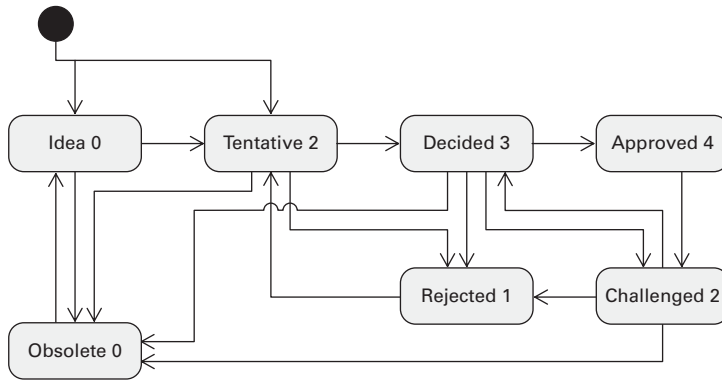 Idea 0
Tentative 2
Decided 3
Approved 4
Rejected 1
Challenged 2
Obsolete 0